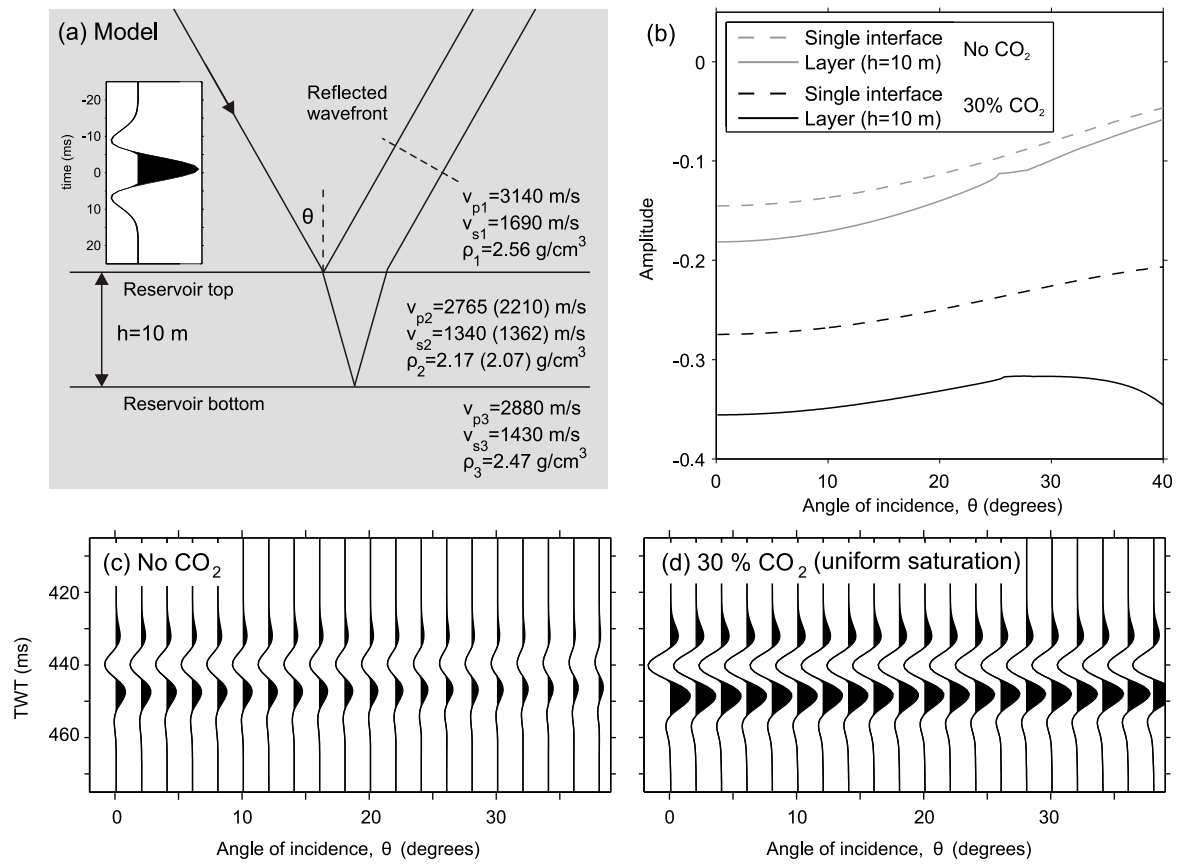 (a) Model
-20
-10
0
10
20
time (ms)
Reflected
wavefront
θ
v_p1=3140 m/s
v_s1=1690 m/s
ρ_1=2.56 g/cm³
Reservoir top
h=10 m
v_p2=2765 (2210) m/s
v_s2=1340 (1362) m/s
ρ_2=2.17 (2.07) g/cm³
Reservoir bottom
v_p3=2880 m/s
v_s3=1430 m/s
ρ_3=2.47 g/cm³
(b)
Single interface
Layer (h=10 m)
No CO₂
Single interface
Layer (h=10 m)
30% CO₂
0
-0.1
-0.2
-0.3
-0.4
Amplitude
0 10 20 30 40
Angle of incidence, θ (degrees)
(c) No CO₂
420
440
460
TWT (ms)
0 10 20 30
Angle of incidence, θ (degrees)
(d) 30 % CO₂ (uniform saturation)
0 10 20 30
Angle of incidence, θ (degrees)